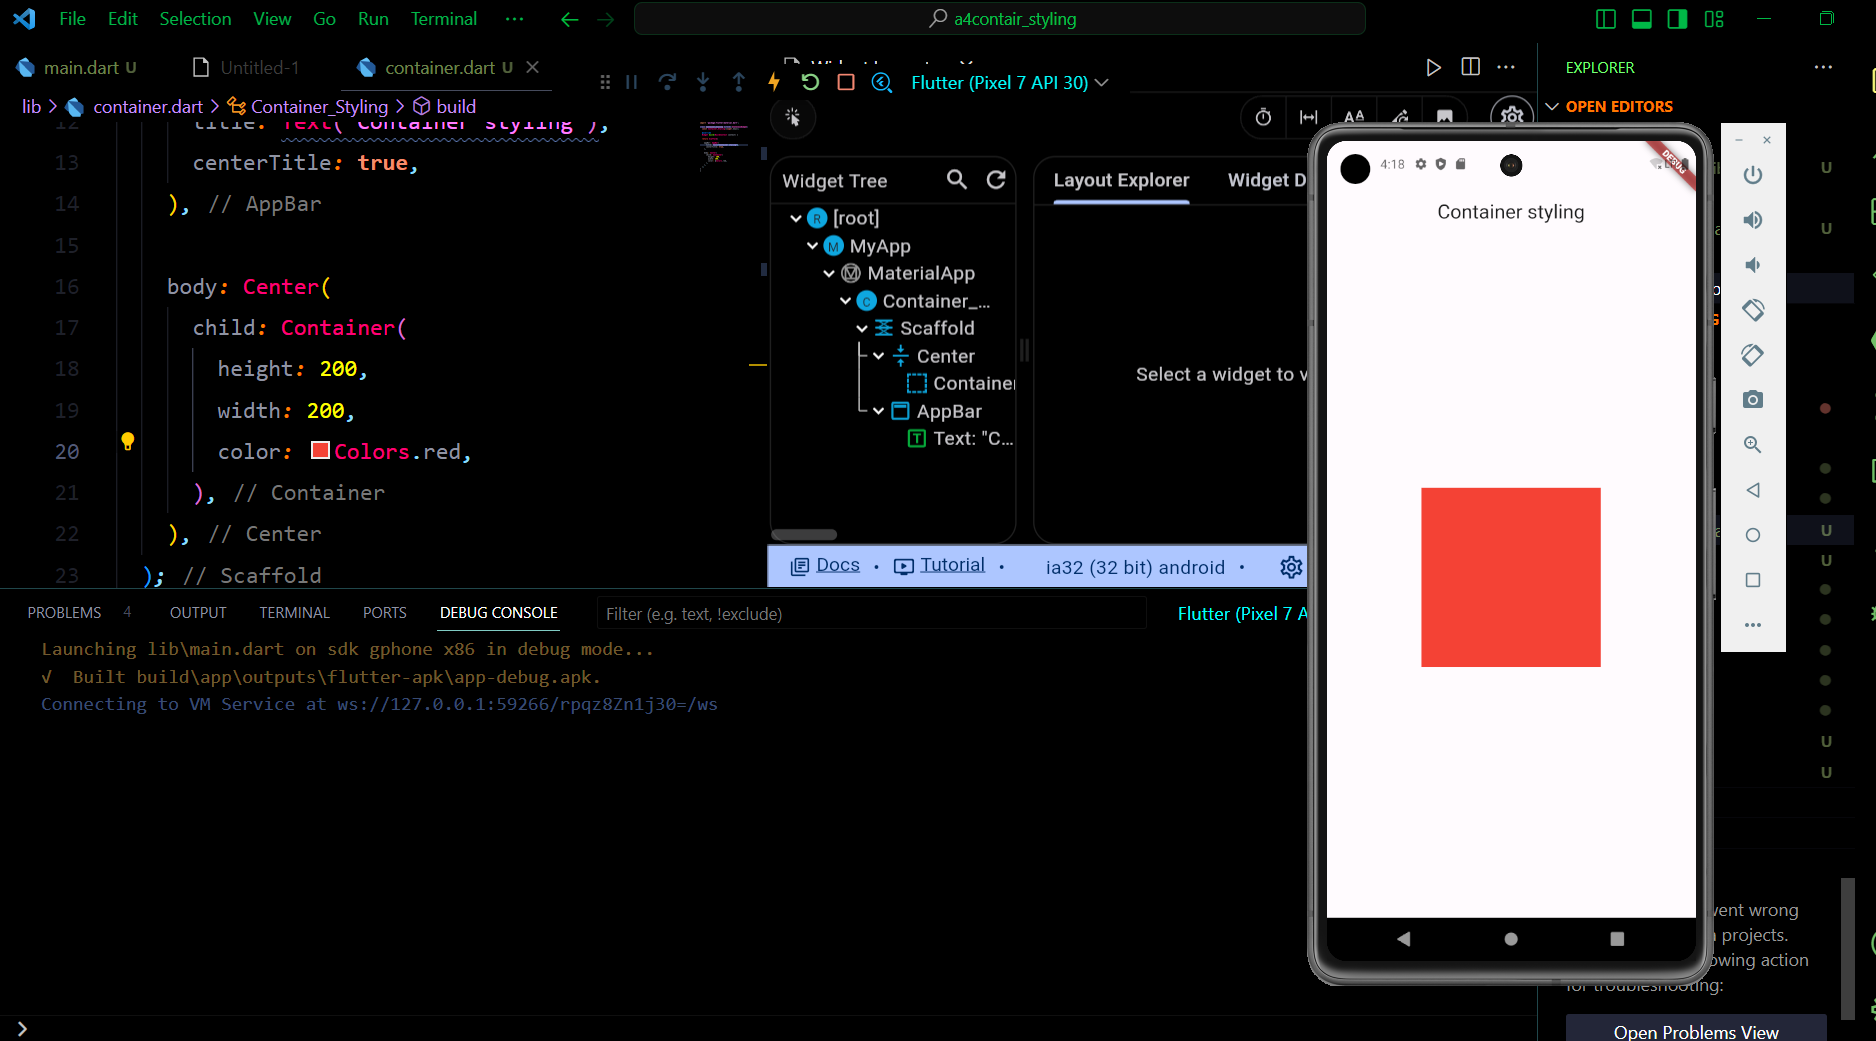 File Edit Selection View Go Run Terminal ...
a4contair_styling
main.dart U
Untitled-1
container.dart U
Flutter (Pixel 7 API 30)
EXPLORER
lib > container.dart > Container_Styling > build
OPEN EDITORS
12 title: Text("Container styling"),
13 centerTitle: true,
14 ), // AppBar
15
16 body: Center(
17 child: Container(
18 height: 200,
19 width: 200,
20 color: Colors.red,
21 ), // Container
22 ), // Center
23 ); // Scaffold
Widget Tree
R [root]
M MyApp
MaterialApp
C Container_...
Scaffold
Center
Container
AppBar
T Text: "C...
Layout Explorer
Widget D
Select a widget to v
Docs • Tutorial • ia32 (32 bit) android •
4:18
DEBUG
Container styling
U
U
U
U
U
U
PROBLEMS 4 OUTPUT TERMINAL PORTS DEBUG CONSOLE
Filter (e.g. text, !exclude)
Flutter (Pixel 7 A
Launching lib\main.dart on sdk gphone x86 in debug mode...
√ Built build\app\outputs\flutter-apk\app-debug.apk.
Connecting to VM Service at ws://127.0.0.1:59266/rpqz8Zn1j30=/ws
went wrong
projects.
owing action
for troubleshooting:
Open Problems View